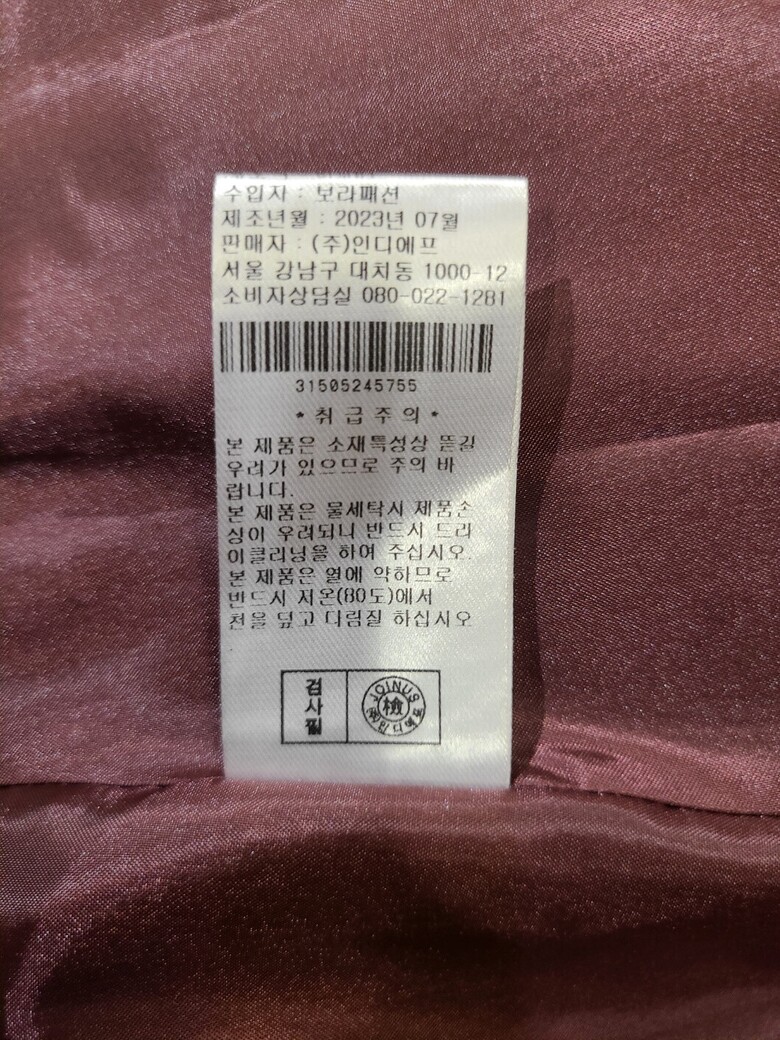 수입자 : 보라패션
제조년월 : 2023년 07월
판매자 : (주)인디에프
서울 강남구 대치동 1000-12
소비자상담실 080-022-1281
31505245755
* 취 급 주 의 *
본 제품은 소재특성상 뜯길
우려가 있으므로 주의 바
랍니다.
본 제품은 물세탁시 제품손
상이 우려되니 반드시 드라
이클리닝을 하여 주십시오.
본 제품은 열에 약하므로
반드시 저온(80도)에서
천을 덮고 다림질 하십시오
검사필
JOINUS
檢
(주)인디에프